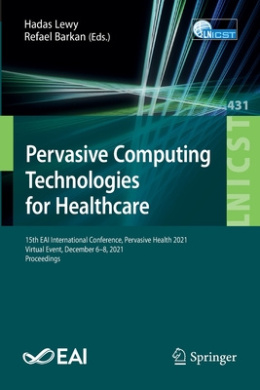 Hadas Lewy
Refael Barkan (Eds.)
LNICST
431
Pervasive Computing
Technologies
for Healthcare
15th EAI International Conference, Pervasive Health 2021
Virtual Event, December 6–8, 2021
Proceedings
LNICST
EAI
Springer